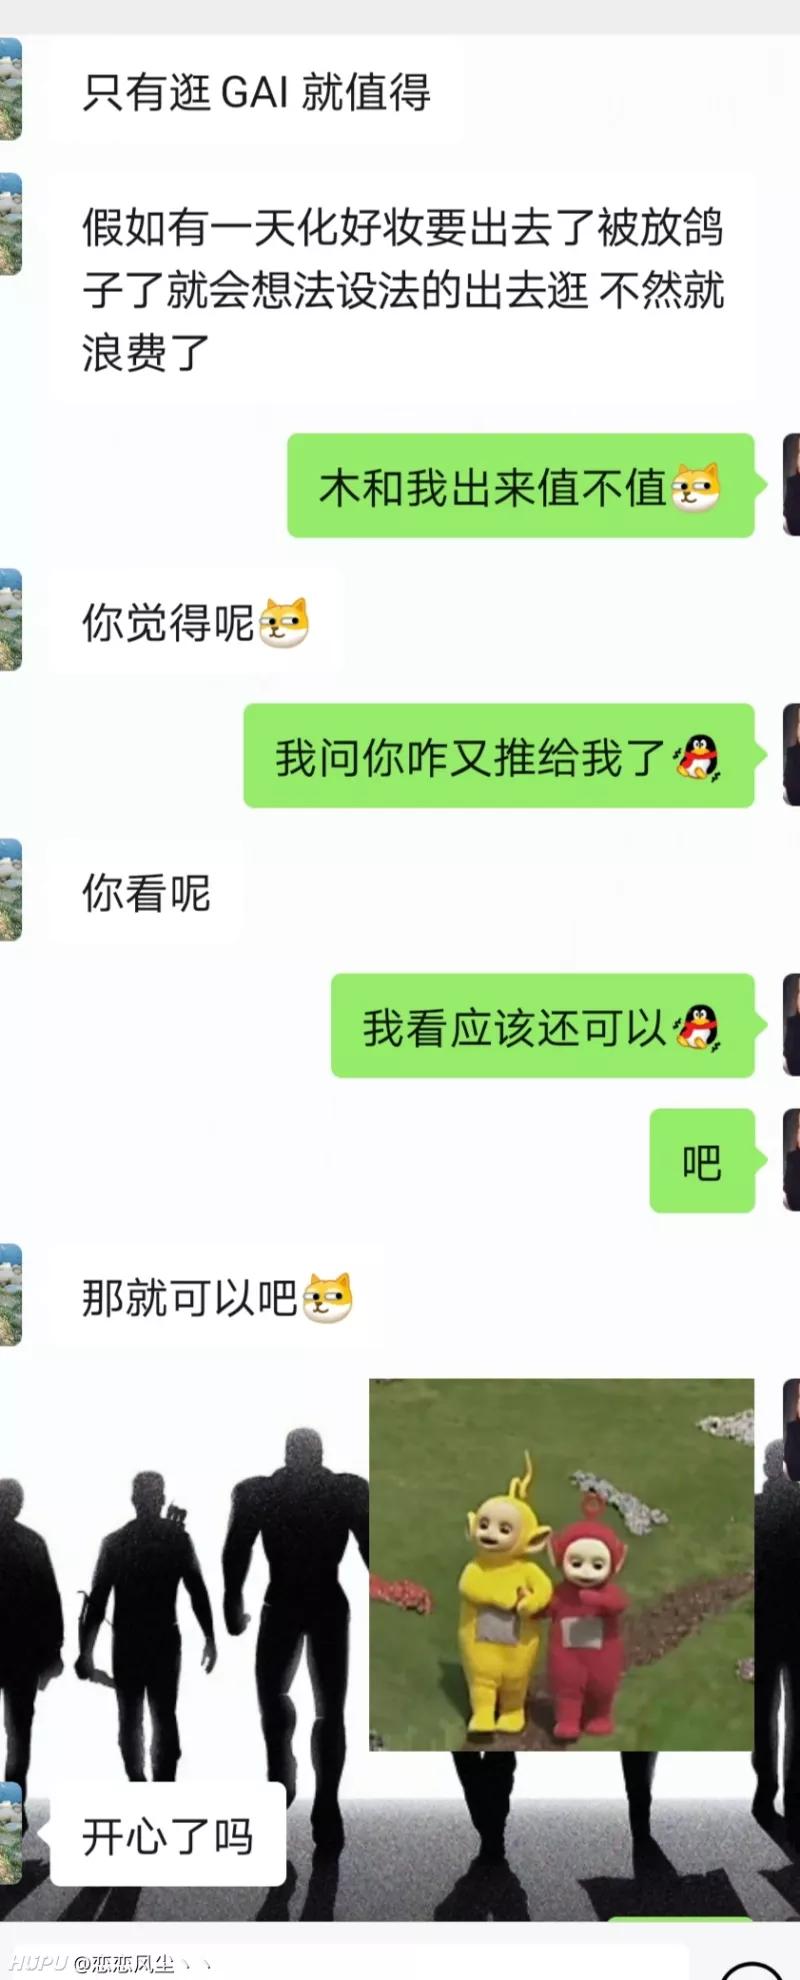 只有逛 GAI 就值得
假如有一天化好妆要出去了被放鸽
子了就会想法设法的出去逛 不然就
浪费了
木和我出来值不值
你觉得呢
我问你咋又推给我了
你看呢
我看应该还可以
吧
那就可以吧
开心了吗
HUPU @恋恋风尘丶丶